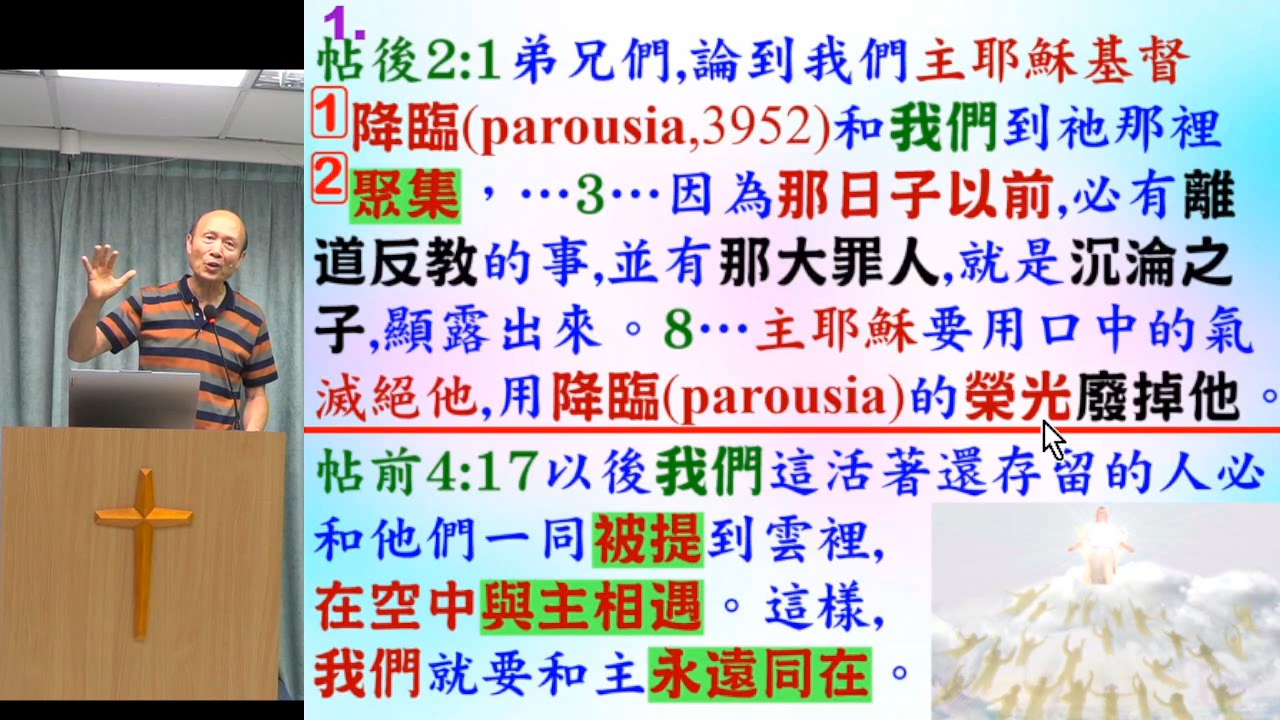 1.
帖後2:1弟兄們,論到我們主耶穌基督
1降臨(parousia,3952)和我們到祂那裡
2聚集,…3…因為那日子以前,必有離
道反教的事,並有那大罪人,就是沉淪之
子,顯露出來。8…主耶穌要用口中的氣
滅絕他,用降臨(parousia)的榮光廢掉他。
帖前4:17以後我們這活著還存留的人必
和他們一同被提到雲裡,
在空中與主相遇。這樣,
我們就要和主永遠同在。